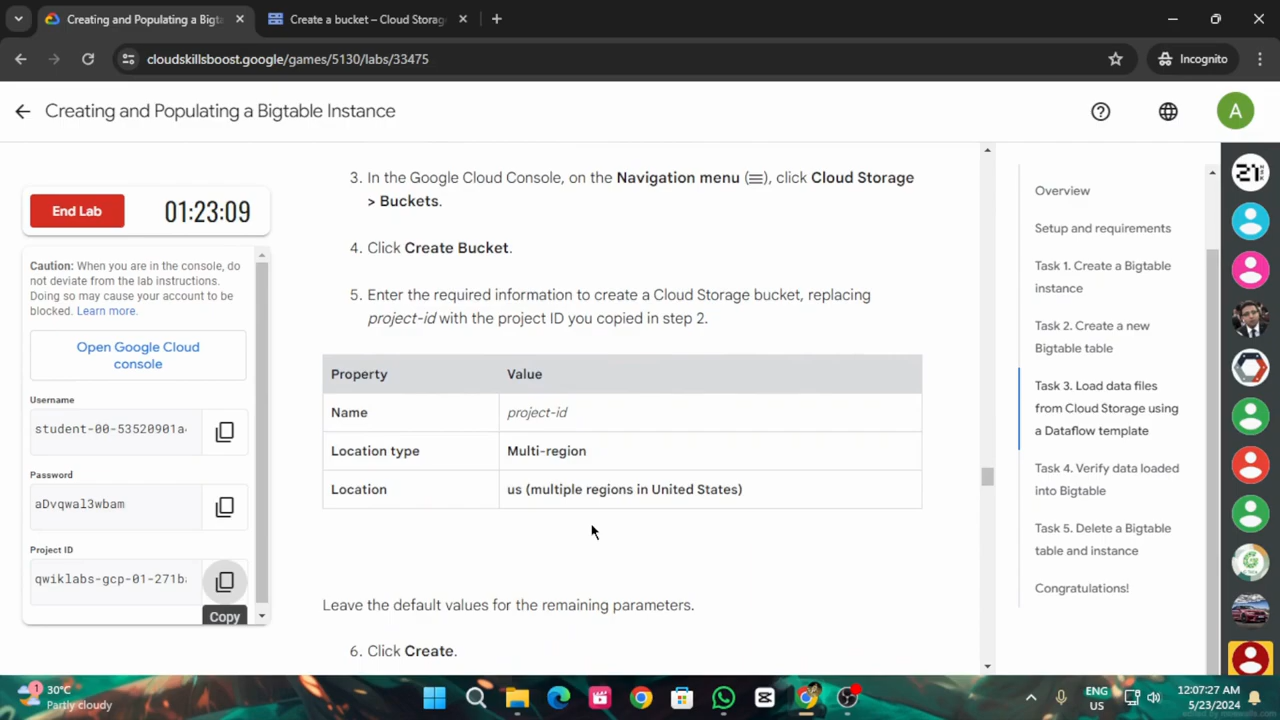 Creating and Populating a Bigta
Create a bucket – Cloud Storag
cloudskillsboost.google/games/5130/labs/33475
Incognito
Creating and Populating a Bigtable Instance
A
End Lab
01:23:09
Caution: When you are in the console, do
not deviate from the lab instructions.
Doing so may cause your account to be
blocked. Learn more.
Open Google Cloud
console
Username
student-00-53520901a
Password
aDvqwal3wbam
Project ID
qwiklabs-gcp-01-271b
Copy
3. In the Google Cloud Console, on the Navigation menu (≡), click Cloud Storage
> Buckets.
4. Click Create Bucket.
5. Enter the required information to create a Cloud Storage bucket, replacing
project-id with the project ID you copied in step 2.
Property Value
Name project-id
Location type Multi-region
Location us (multiple regions in United States)
Leave the default values for the remaining parameters.
6. Click Create.
Overview
Setup and requirements
Task 1. Create a Bigtable
instance
Task 2. Create a new
Bigtable table
Task 3. Load data files
from Cloud Storage using
a Dataflow template
Task 4. Verify data loaded
into Bigtable
Task 5. Delete a Bigtable
table and instance
Congratulations!
1
30°C
Partly cloudy
ENG
US
12:07:27 AM
5/23/2024